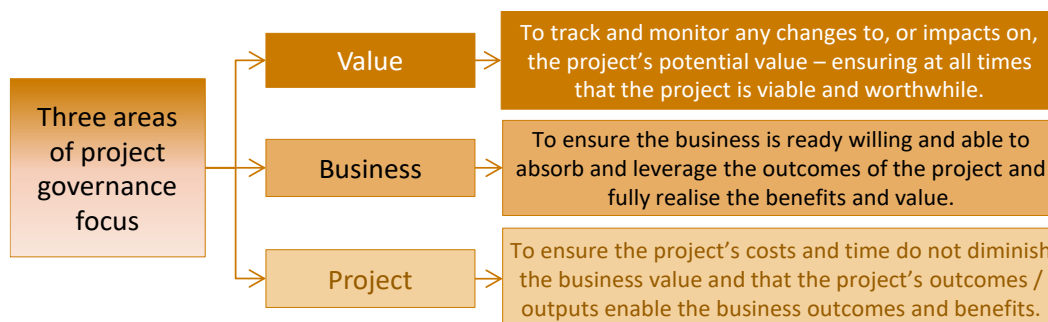 Three areas
of project
governance
focus
Value
To track and monitor any changes to, or impacts on,
the project's potential value – ensuring at all times
that the project is viable and worthwhile.
Business
To ensure the business is ready willing and able to
absorb and leverage the outcomes of the project and
fully realise the benefits and value.
Project
To ensure the project's costs and time do not diminish
the business value and that the project's outcomes /
outputs enable the business outcomes and benefits.